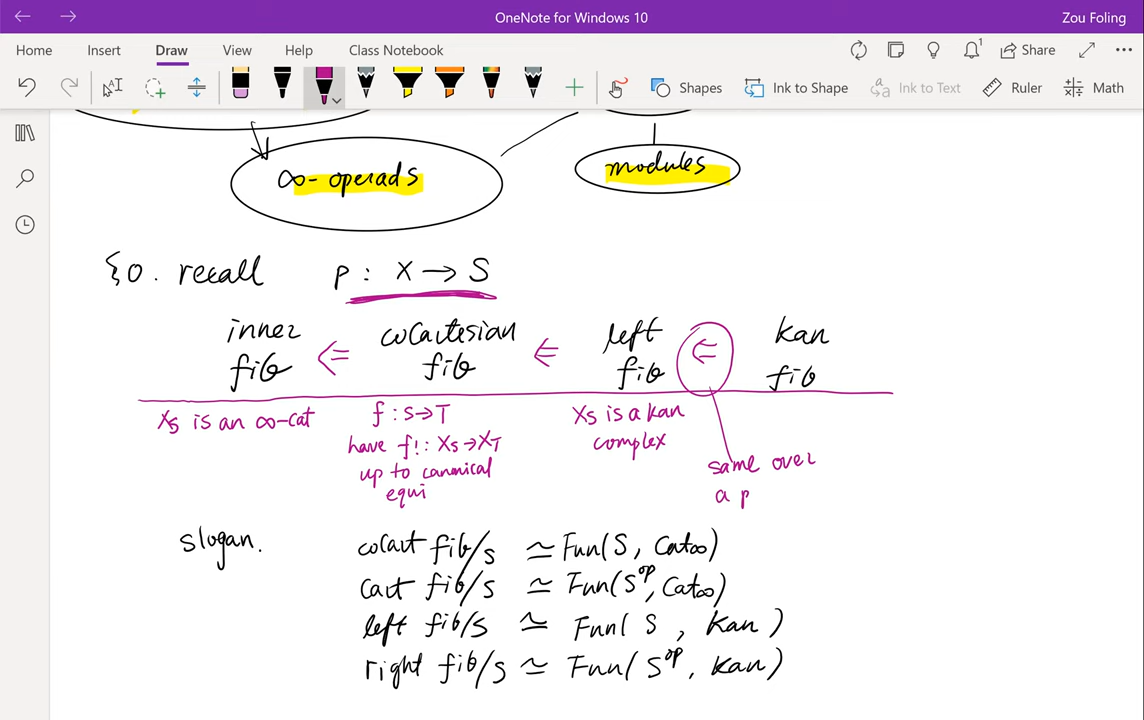 OneNote for Windows 10
Zou Foling
Home Insert Draw View Help Class Notebook
1 Share
Shapes Ink to Shape Ink to Text Ruler Math
∞-operads
modules
§0. recall p : X → S
inner fib ⇐ coCartesian fib ⇐ left fib ⇐ kan fib
Xs is an ∞-cat
f : S → T
have f! : Xs → XT
up to canonical
equi
Xs is a kan
complex
same over
a p
slogan.
coCart fib/S ≃ Fun(S, Cat∞)
Cart fib/S ≃ Fun(S^op, Cat∞)
left fib/S ≃ Fun( S , Kan )
right fib/S ≃ Fun( S^op, Kan )